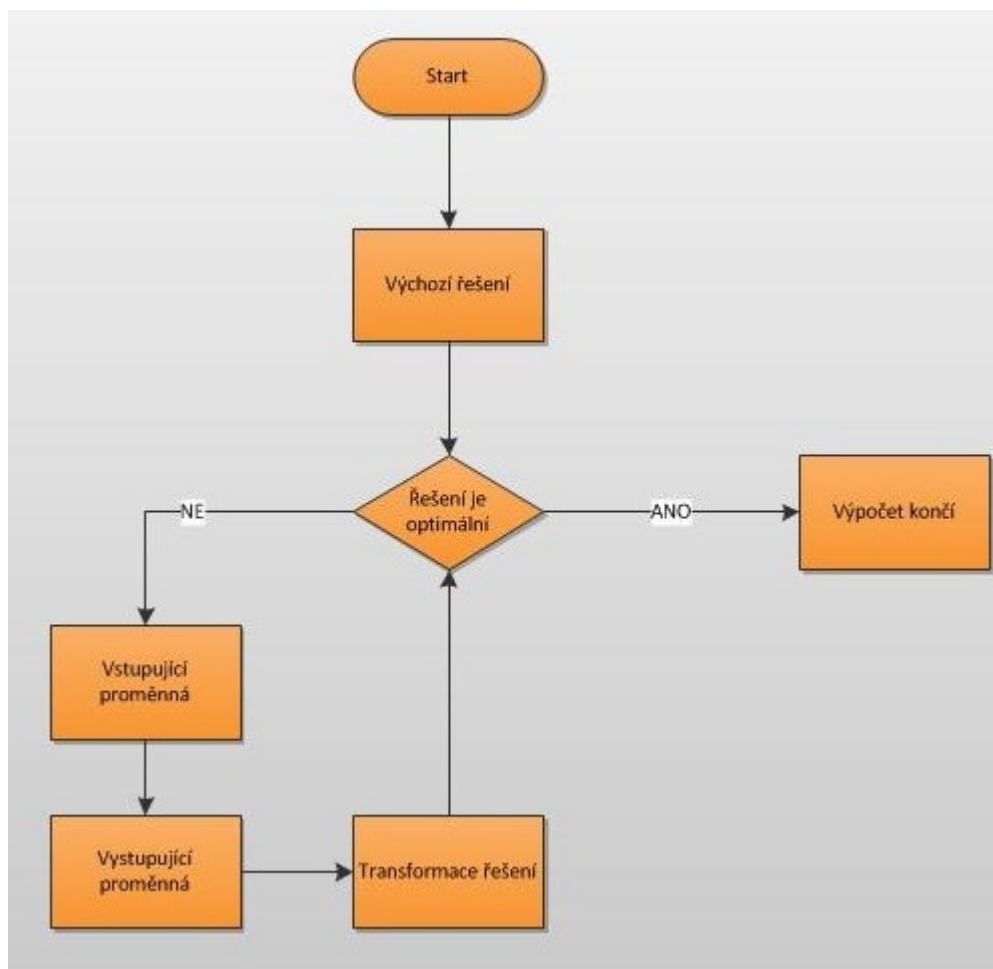 Start
Výchozí řešení
Řešení je
optimální
NE
ANO
Výpočet končí
Vstupující
proměnná
Vystupující
proměnná
Transformace řešení